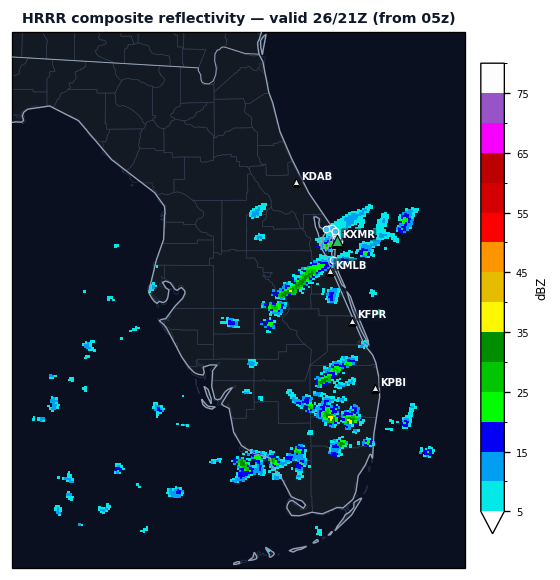 HRRR composite reflectivity — valid 26/21Z (from 05z)
KDAB
KXMR
KMLB
KFPR
KPBI
75
65
55
45
35
25
15
5
dBZ